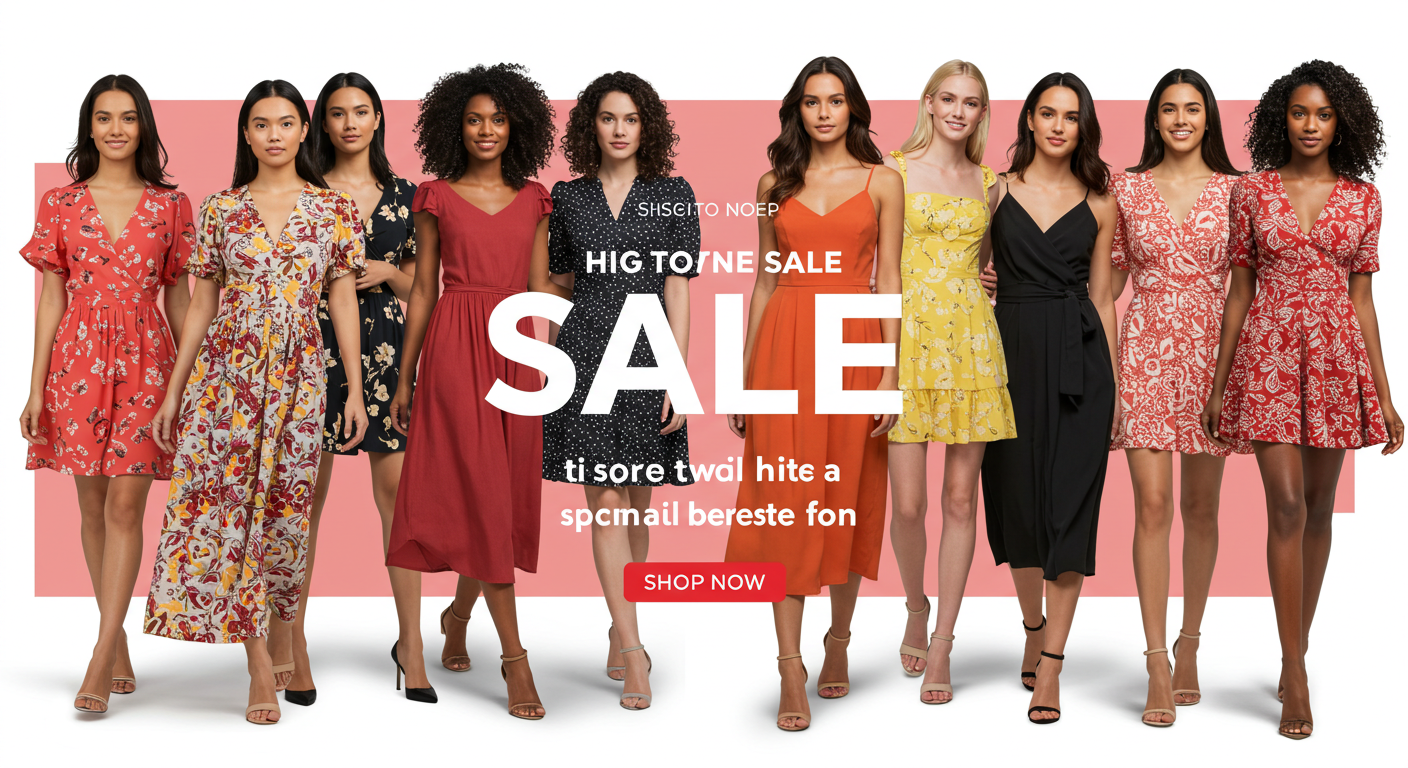 SHSCITO NOEP
HIG TO/NE SALE
SALE
ti sore twail hite a
spcmail bereste fon
SHOP NOW